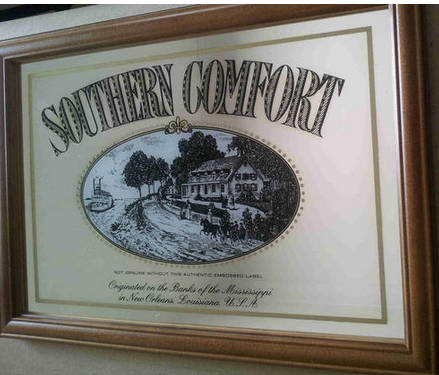 SOUTHERN COMFORT
NOT GENUINE WITHOUT THIS AUTHENTIC EMBOSSED LABEL
Originated on the Banks of the Mississippi
in New Orleans, Louisiana, U.S.A.